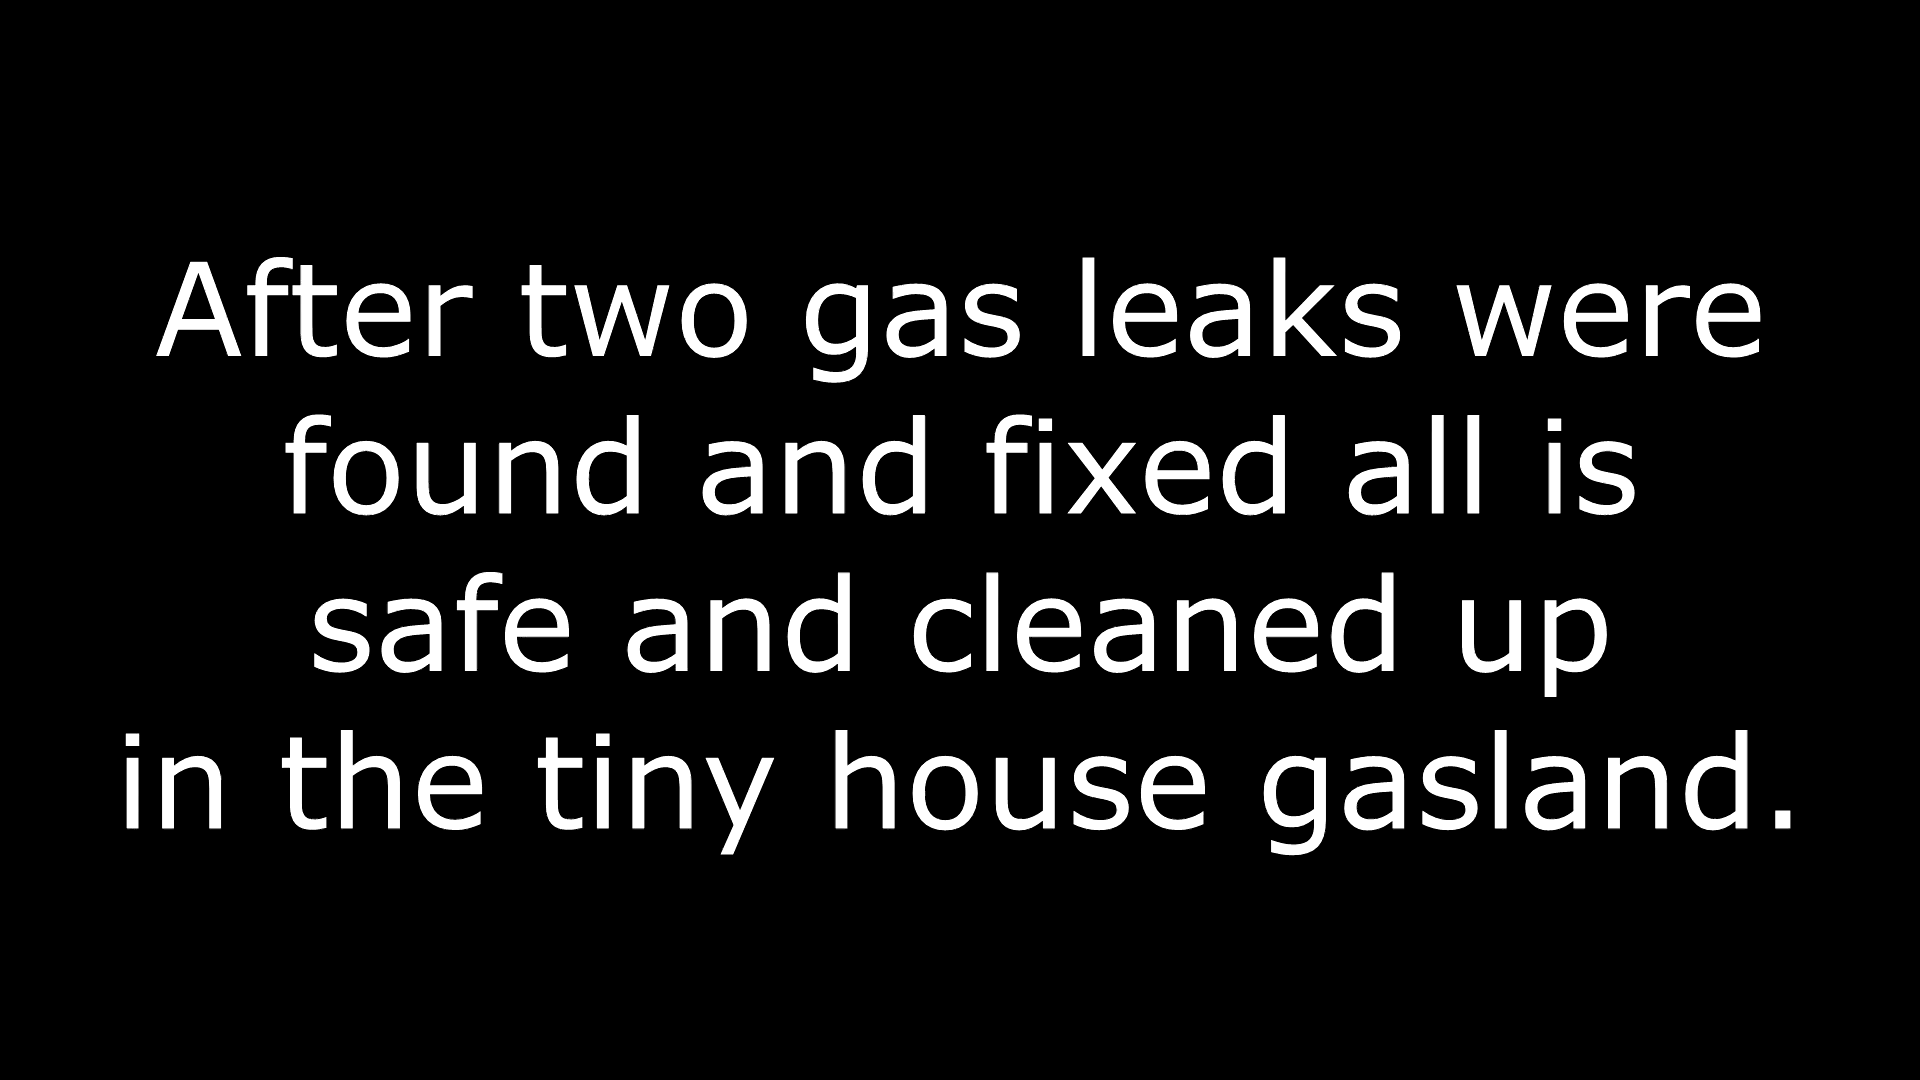 After two gas leaks were
found and fixed all is
safe and cleaned up
in the tiny house gasland.